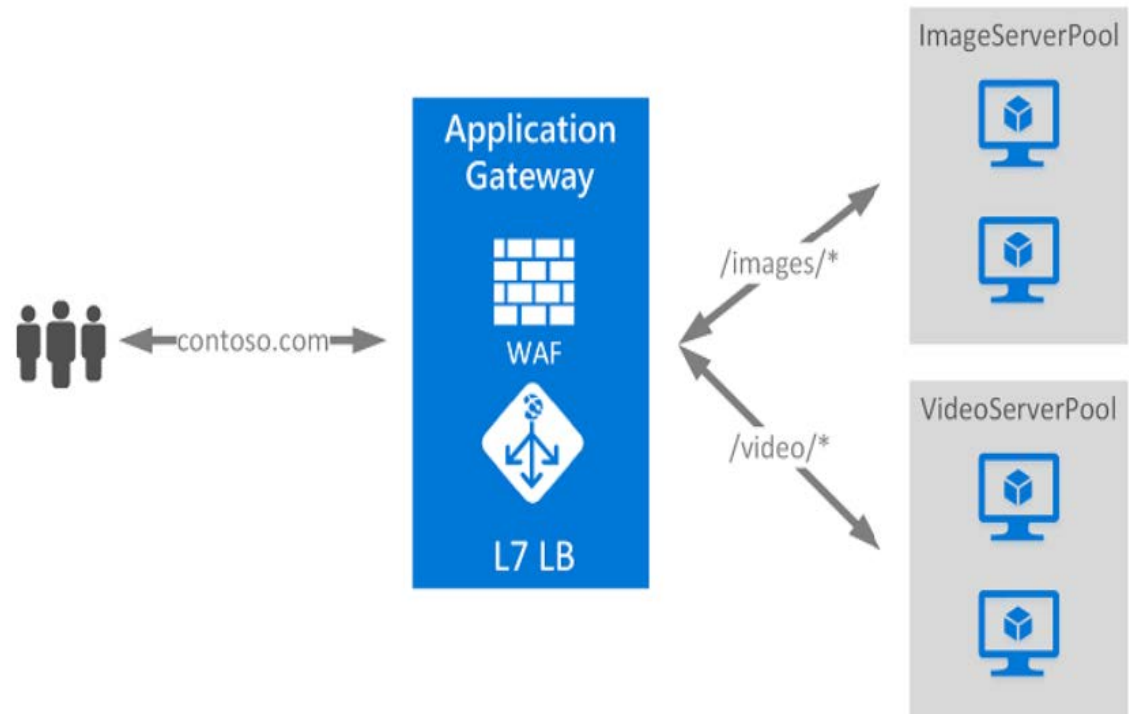 ImageServerPool
Application
Gateway
/images/*
contoso.com
WAF
VideoServerPool
/video/*
L7 LB